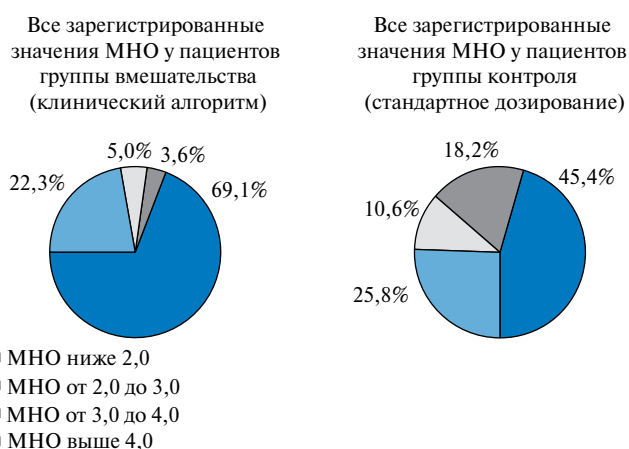 Все зарегистрированные
значения МНО у пациентов
группы вмешательства
(клинический алгоритм)
Все зарегистрированные
значения МНО у пациентов
группы контроля
(стандартное дозирование)
5,0%
3,6%
22,3%
69,1%
18,2%
45,4%
10,6%
25,8%
МНО ниже 2,0
МНО от 2,0 до 3,0
МНО от 3,0 до 4,0
МНО выше 4,0